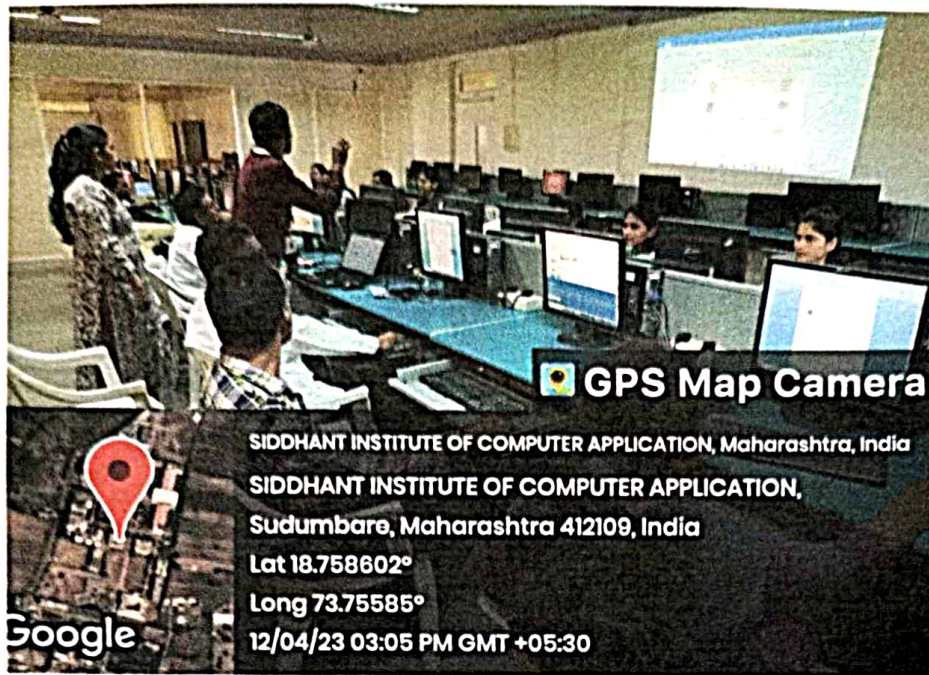 GPS Map Camera
SIDDHANT INSTITUTE OF COMPUTER APPLICATION, Maharashtra, India
SIDDHANT INSTITUTE OF COMPUTER APPLICATION,
Sudumbare, Maharashtra 412109, India
Lat 18.758602°
Long 73.75585°
12/04/23 03:05 PM GMT +05:30
Google